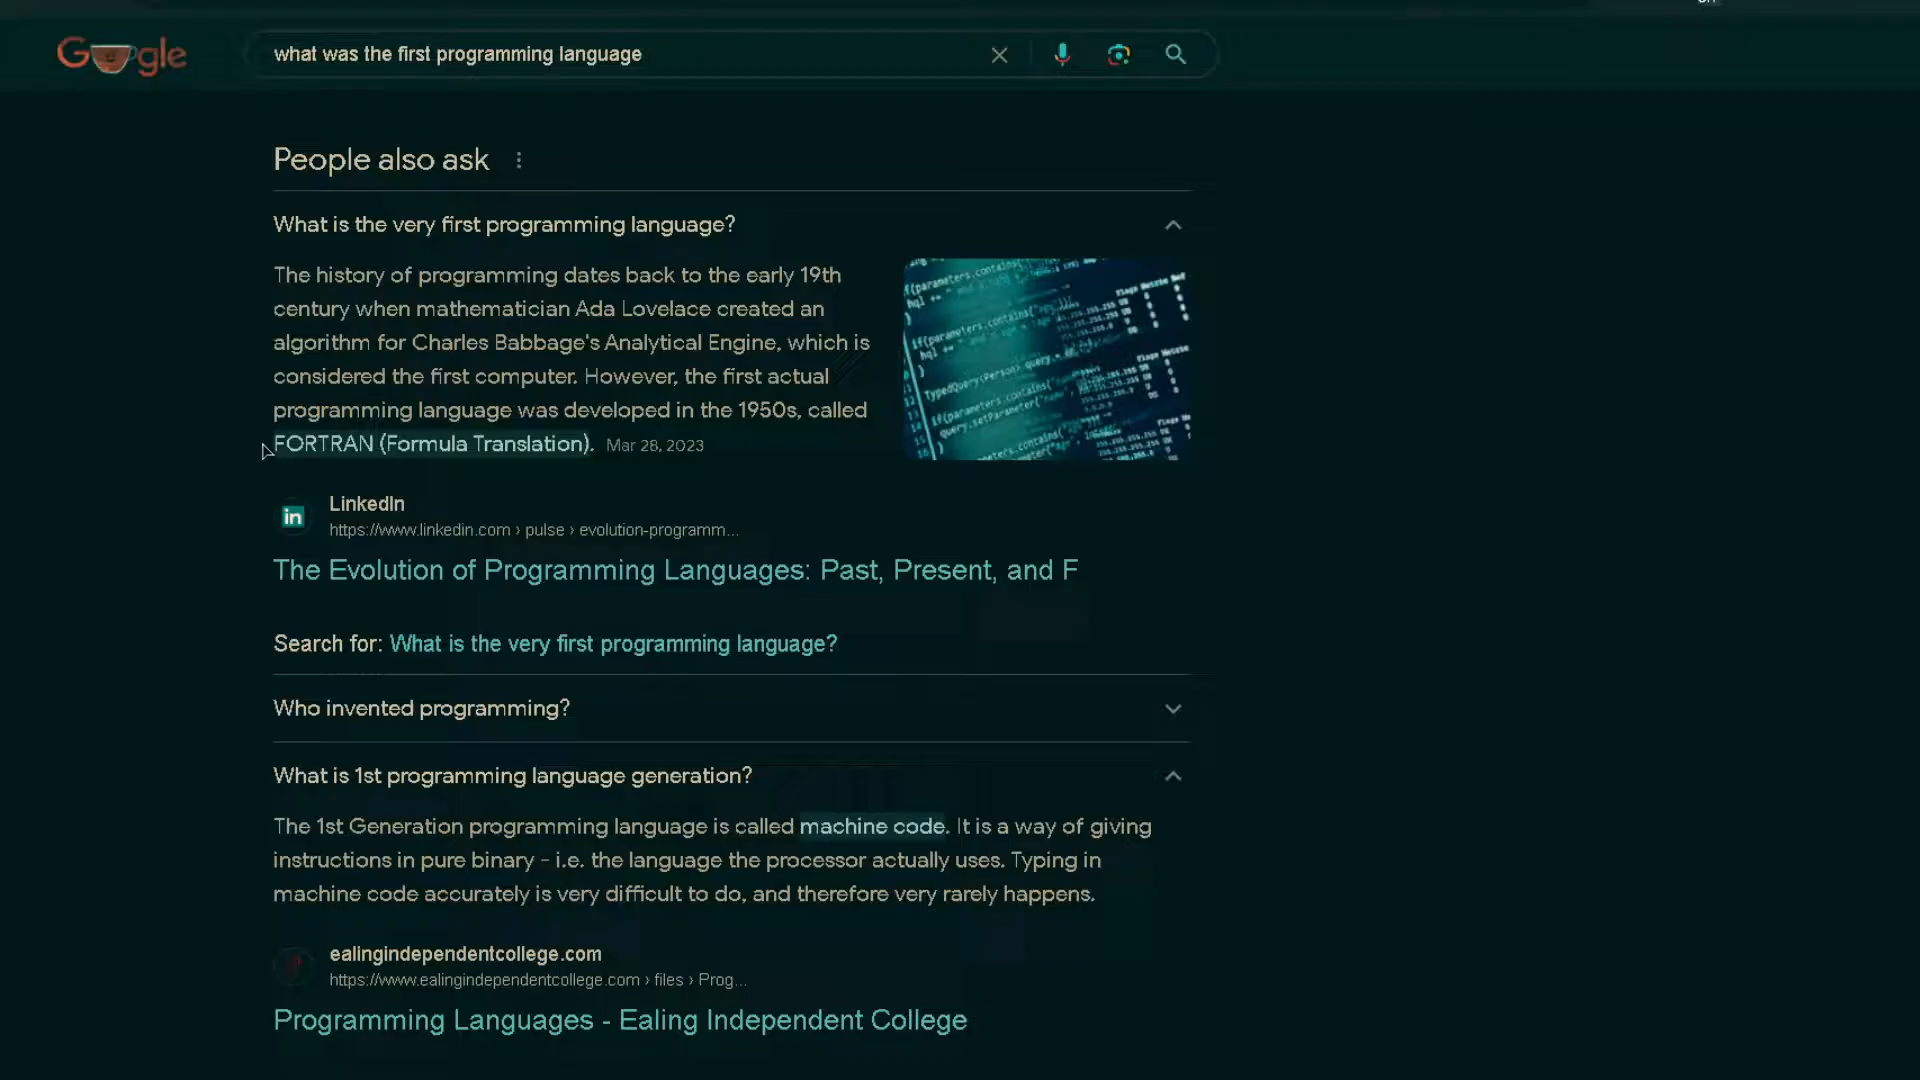 Google
what was the first programming language
People also ask
What is the very first programming language?
The history of programming dates back to the early 19th
century when mathematician Ada Lovelace created an
algorithm for Charles Babbage's Analytical Engine, which is
considered the first computer. However, the first actual
programming language was developed in the 1950s, called
FORTRAN (Formula Translation). Mar 28, 2023
LinkedIn
https://www.linkedin.com › pulse › evolution-programm...
The Evolution of Programming Languages: Past, Present, and F
Search for: What is the very first programming language?
Who invented programming?
What is 1st programming language generation?
The 1st Generation programming language is called machine code. It is a way of giving
instructions in pure binary - i.e. the language the processor actually uses. Typing in
machine code accurately is very difficult to do, and therefore very rarely happens.
ealingindependentcollege.com
https://www.ealingindependentcollege.com › files › Prog...
Programming Languages - Ealing Independent College